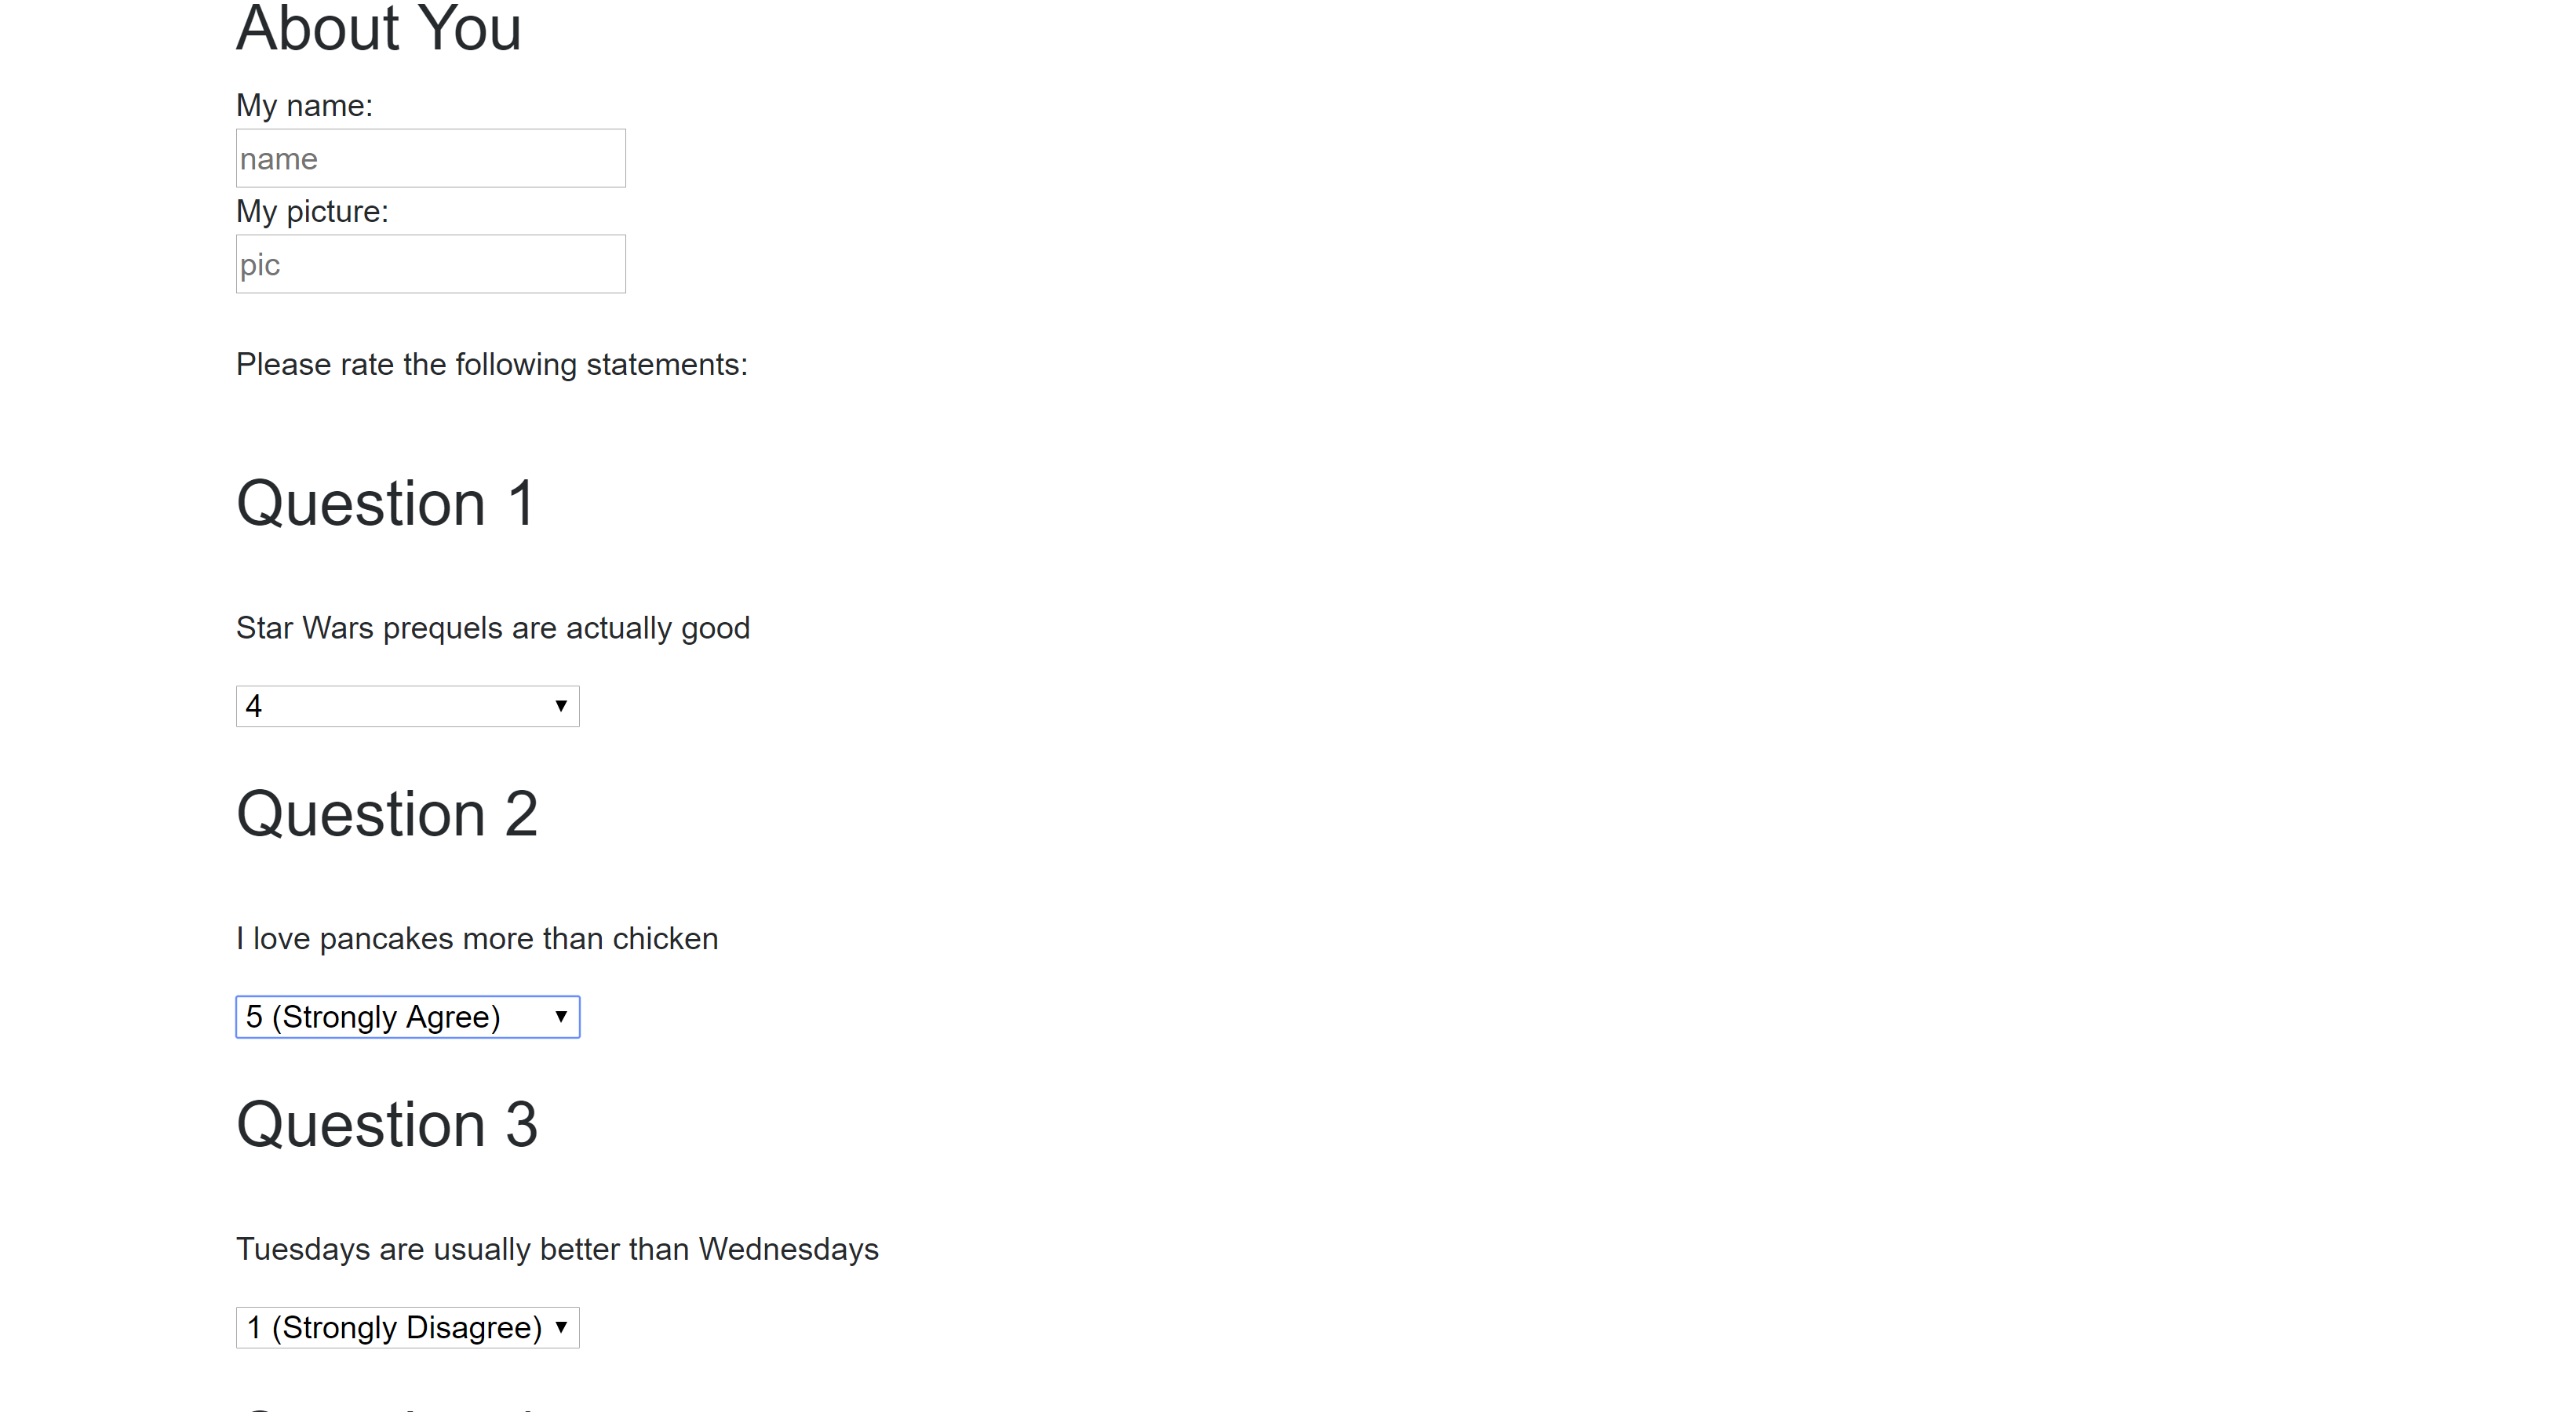 About You
My name:
name
My picture:
pic
Please rate the following statements:
Question 1
Star Wars prequels are actually good
4
Question 2
I love pancakes more than chicken
5 (Strongly Agree)
Question 3
Tuesdays are usually better than Wednesdays
1 (Strongly Disagree)